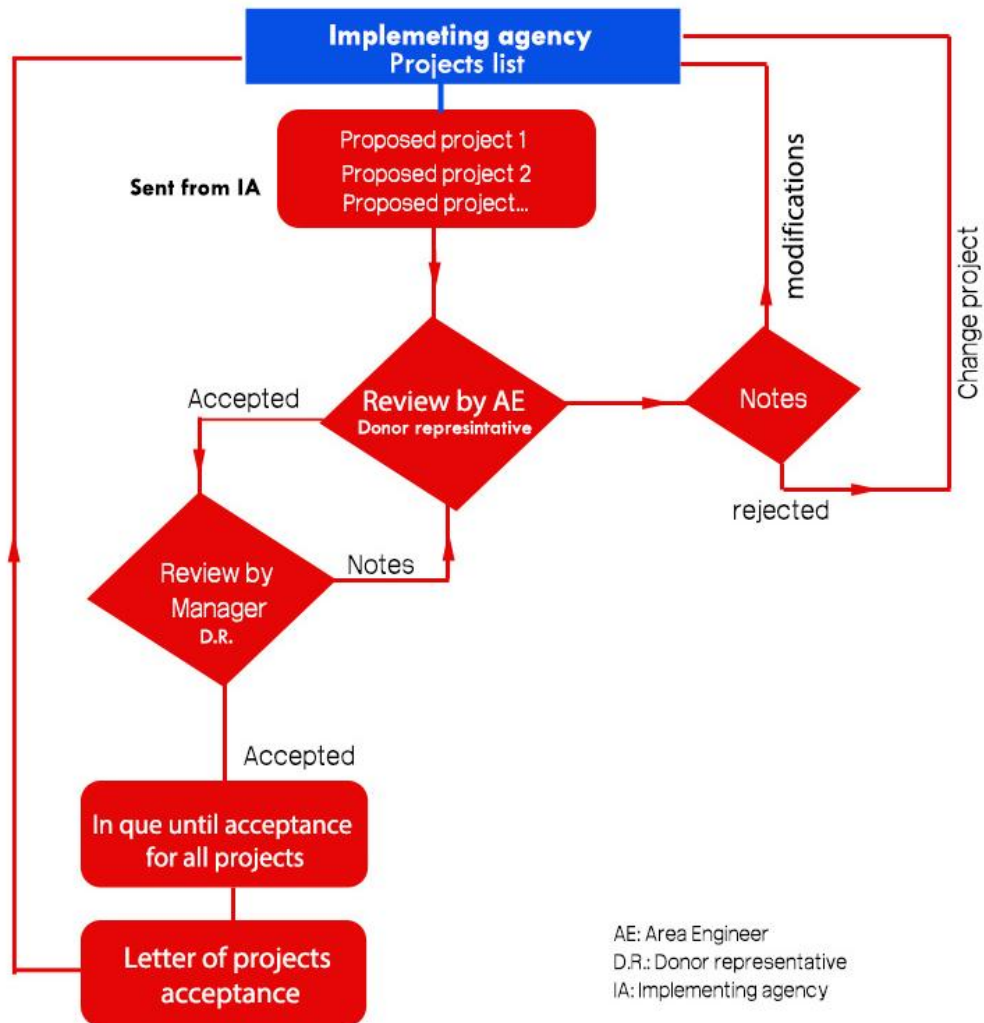 Implemeting agency
Projects list
Proposed project 1
Proposed project 2
Proposed project...
Sent from IA
modifications
Change project
Accepted
Review by AE
Donor represintative
Notes
rejected
Review by
Manager
D.R.
Notes
Accepted
In que until acceptance
for all projects
Letter of projects
acceptance
AE: Area Engineer
D.R.: Donor representative
IA: Implementing agency